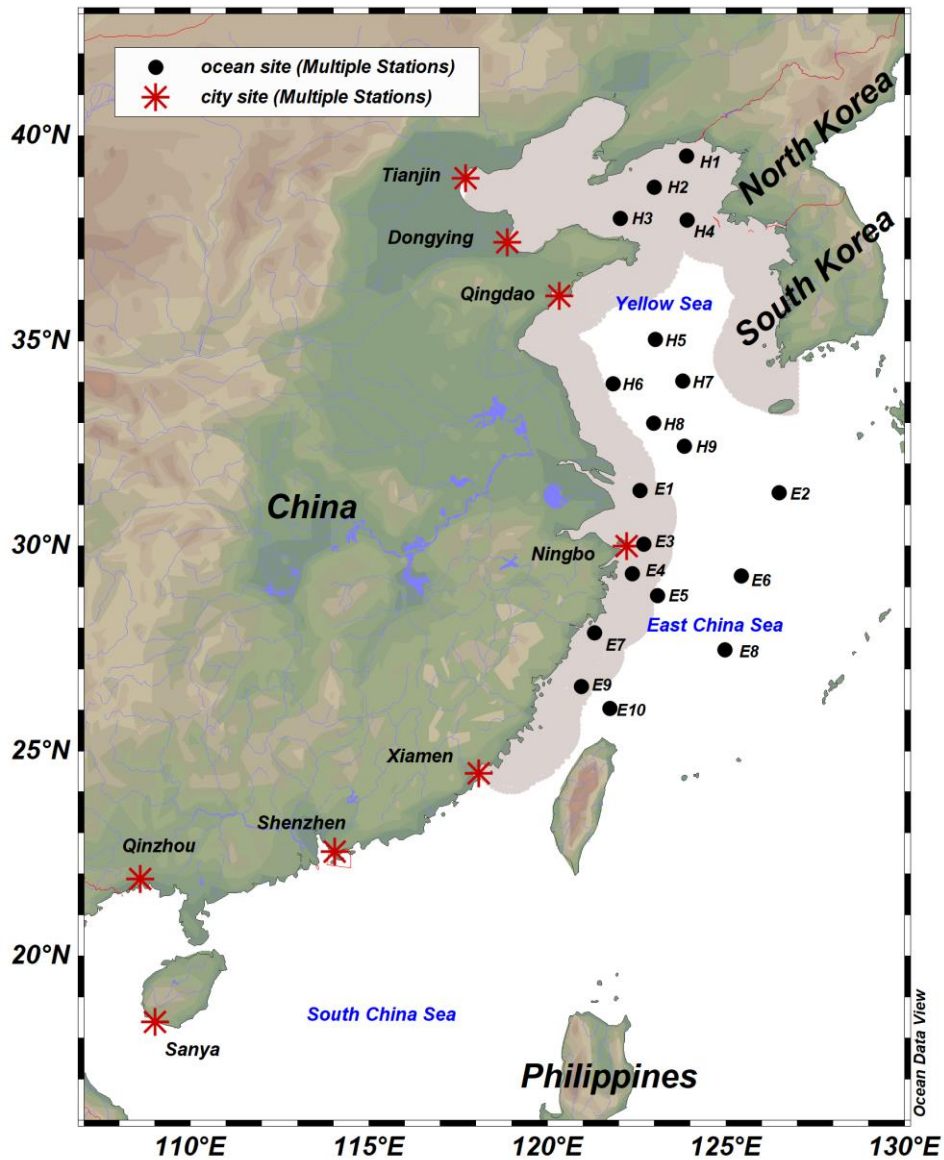 ocean site (Multiple Stations)
city site (Multiple Stations)
40°N
35°N
30°N
25°N
20°N
110°E
115°E
120°E
125°E
130°E
North Korea
South Korea
China
Philippines
Yellow Sea
East China Sea
South China Sea
Tianjin
Dongying
Qingdao
Ningbo
Xiamen
Shenzhen
Qinzhou
Sanya
H1
H2
H3
H4
H5
H6
H7
H8
H9
E1
E2
E3
E4
E5
E6
E7
E8
E9
E10
Ocean Data View